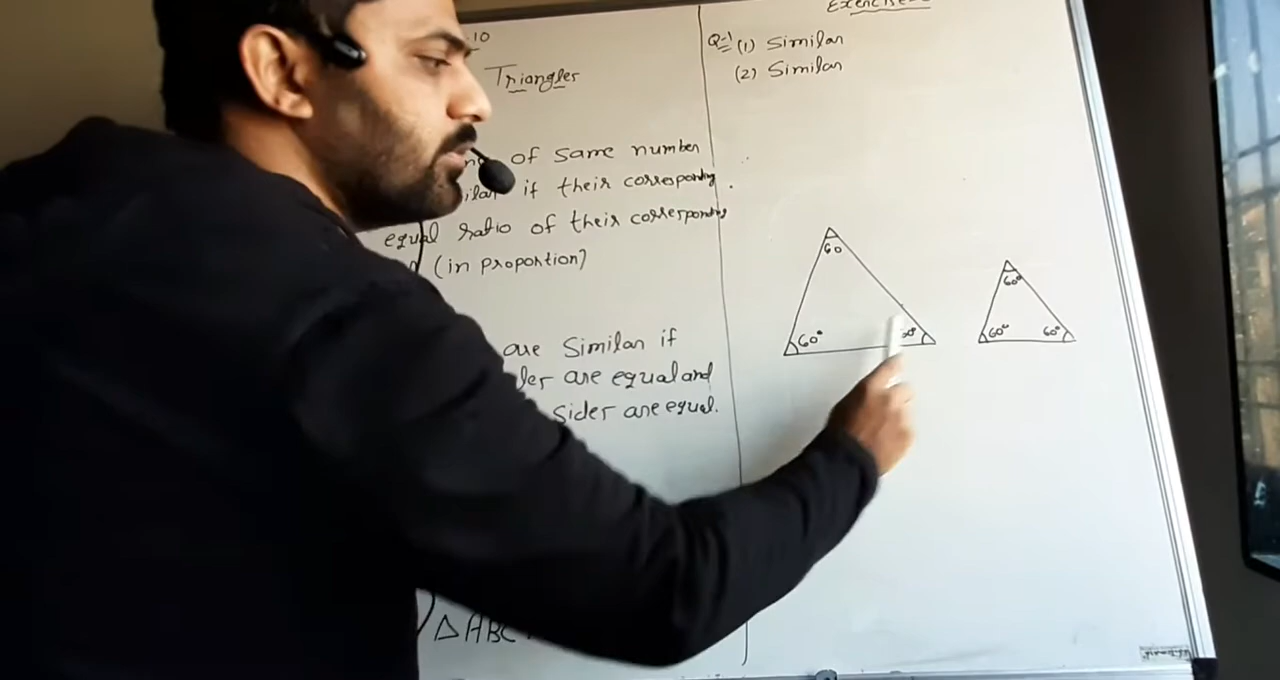 10
Triangles
of same number
if their corresponding
equal ratio of their corresponding
(in proportion)
are Similar if
are equal and
sides are equal.
△ABC
Exercise
Q-1 (1) Similar
(2) Similar
60
60°
60°
60°
60°